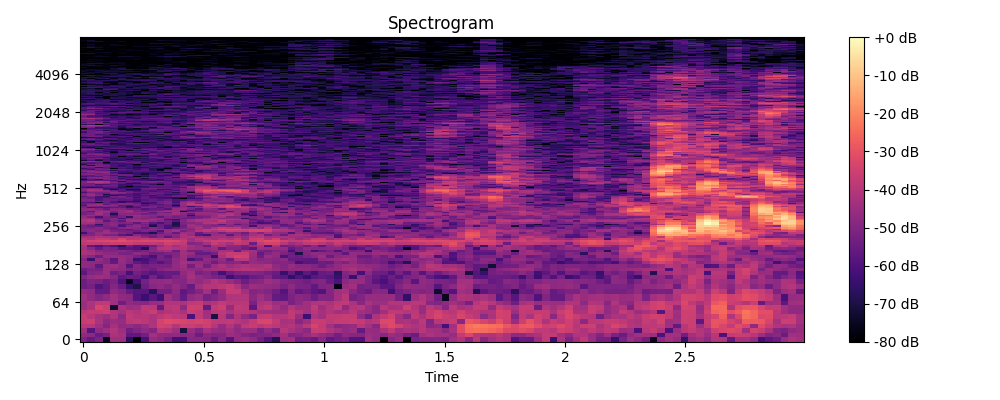 Spectrogram
Hz
4096
2048
1024
512
256
128
64
0
0
0.5
1
1.5
2
2.5
Time
+0 dB
-10 dB
-20 dB
-30 dB
-40 dB
-50 dB
-60 dB
-70 dB
-80 dB